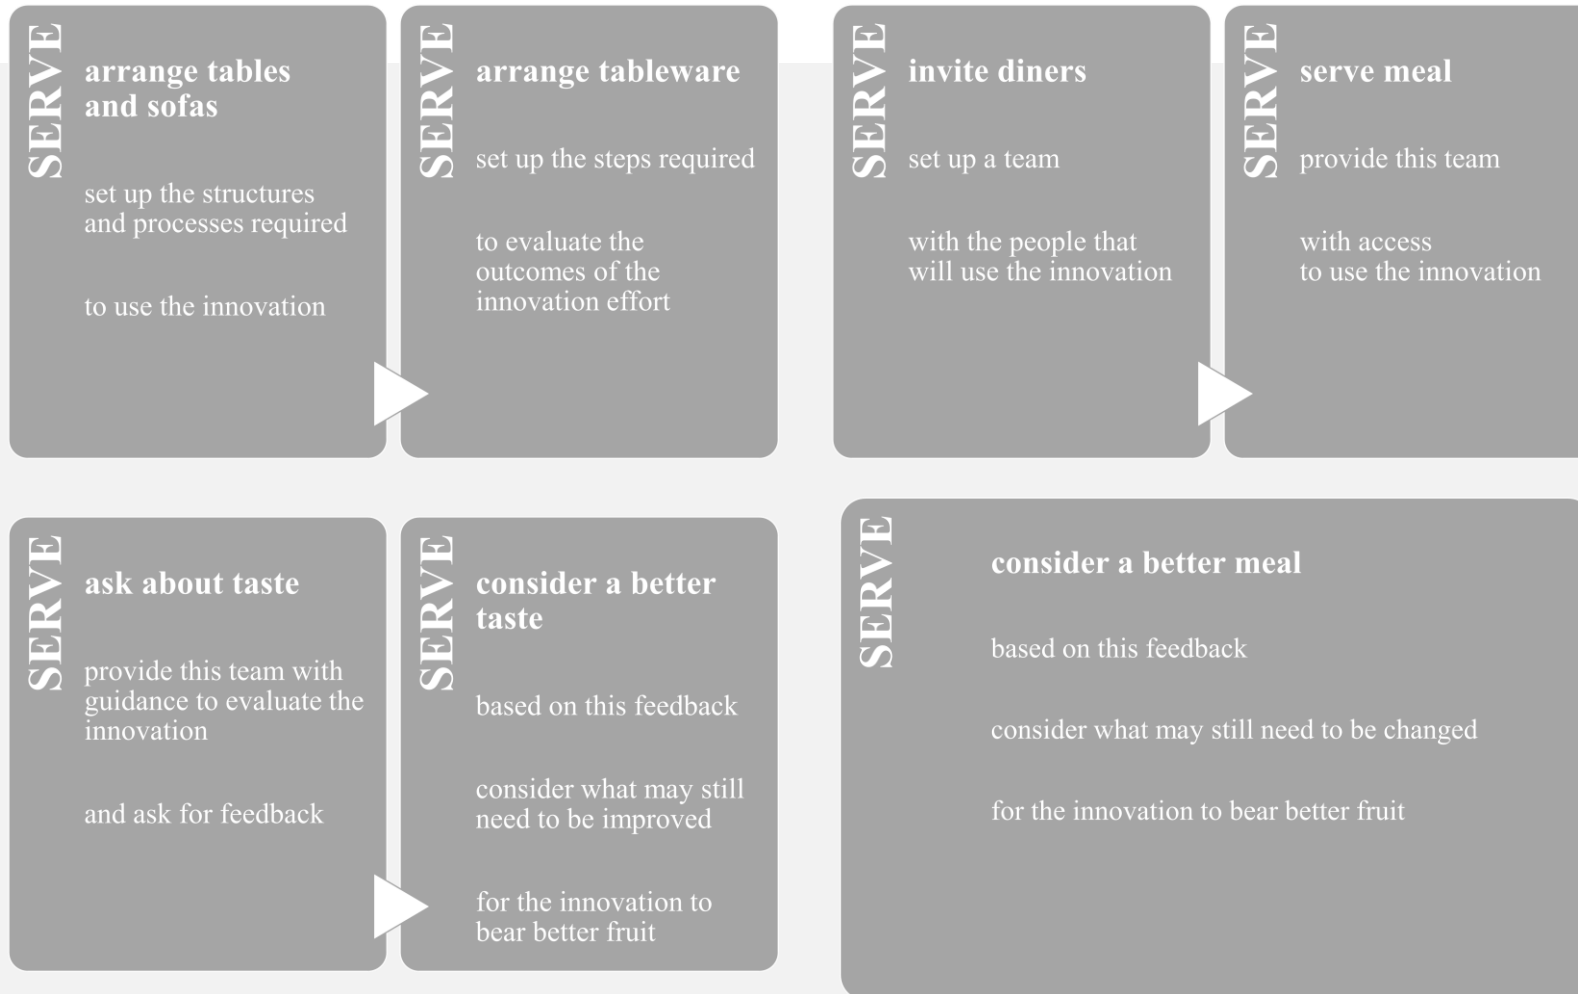 SERVE
arrange tables
and sofas
set up the structures
and processes required
to use the innovation
SERVE
arrange tableware
set up the steps required
to evaluate the
outcomes of the
innovation effort
SERVE
invite diners
set up a team
with the people that
will use the innovation
SERVE
serve meal
provide this team
with access
to use the innovation
SERVE
ask about taste
provide this team with
guidance to evaluate the
innovation
and ask for feedback
SERVE
consider a better
taste
based on this feedback
consider what may still
need to be improved
for the innovation to
bear better fruit
SERVE
consider a better meal
based on this feedback
consider what may still need to be changed
for the innovation to bear better fruit